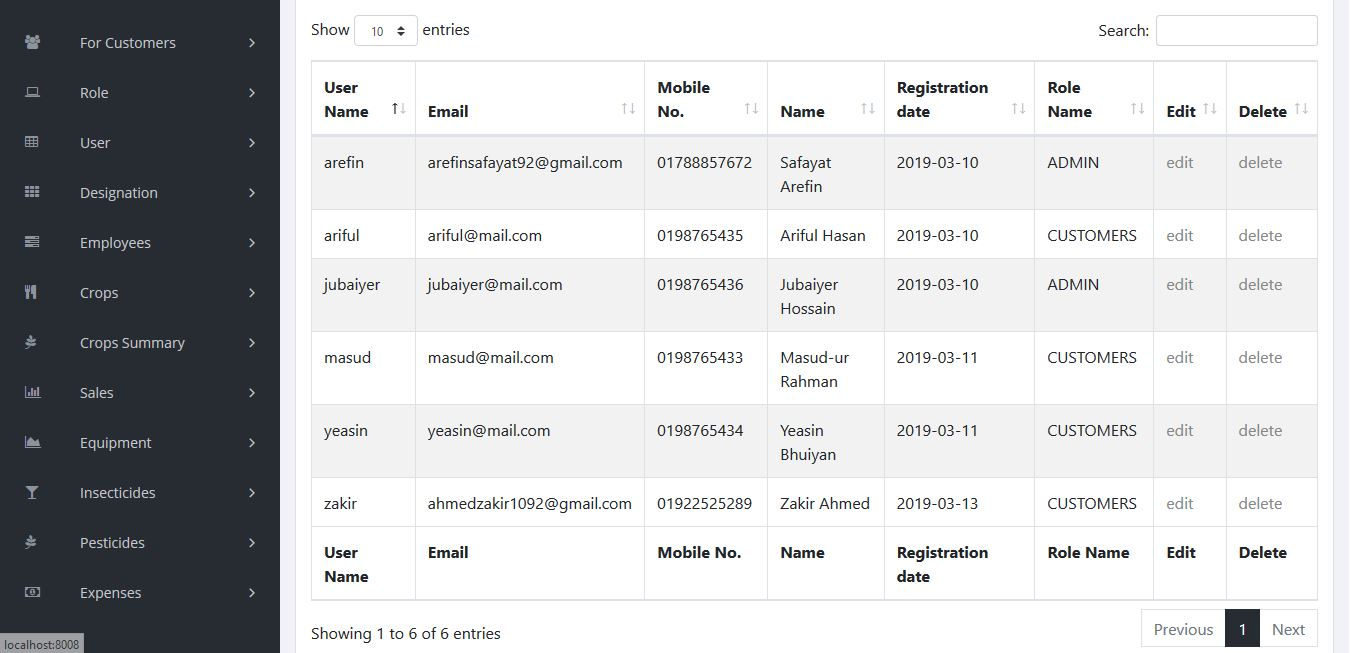 For Customers
Role
User
Designation
Employees
Crops
Crops Summary
Sales
Equipment
Insecticides
Pesticides
Expenses
localhost:8008
Show 10 entries Search:
User Name Email Mobile No. Name Registration date Role Name Edit Delete
arefin arefinsafayat92@gmail.com 01788857672 Safayat Arefin 2019-03-10 ADMIN edit delete
ariful ariful@mail.com 0198765435 Ariful Hasan 2019-03-10 CUSTOMERS edit delete
jubaiyer jubaiyer@mail.com 0198765436 Jubaiyer Hossain 2019-03-10 ADMIN edit delete
masud masud@mail.com 0198765433 Masud-ur Rahman 2019-03-11 CUSTOMERS edit delete
yeasin yeasin@mail.com 0198765434 Yeasin Bhuiyan 2019-03-11 CUSTOMERS edit delete
zakir ahmedzakir1092@gmail.com 01922525289 Zakir Ahmed 2019-03-13 CUSTOMERS edit delete
User Name Email Mobile No. Name Registration date Role Name Edit Delete
Showing 1 to 6 of 6 entries Previous 1 Next